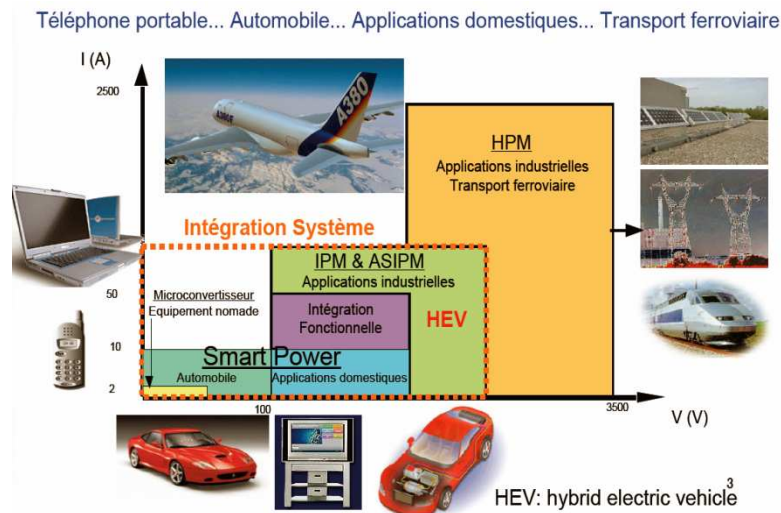 Téléphone portable... Automobile... Applications domestiques... Transport ferroviaire
I (A)
2500
A380
HPM
Applications industrielles
Transport ferroviaire
Intégration Système
IPM & ASIPM
Applications industrielles
Microconvertisseur
Equipement nomade
50
Intégration
Fonctionnelle
HEV
10
Smart Power
Automobile
Applications domestiques
2
100
3500
V (V)
HEV: hybrid electric vehicle
3